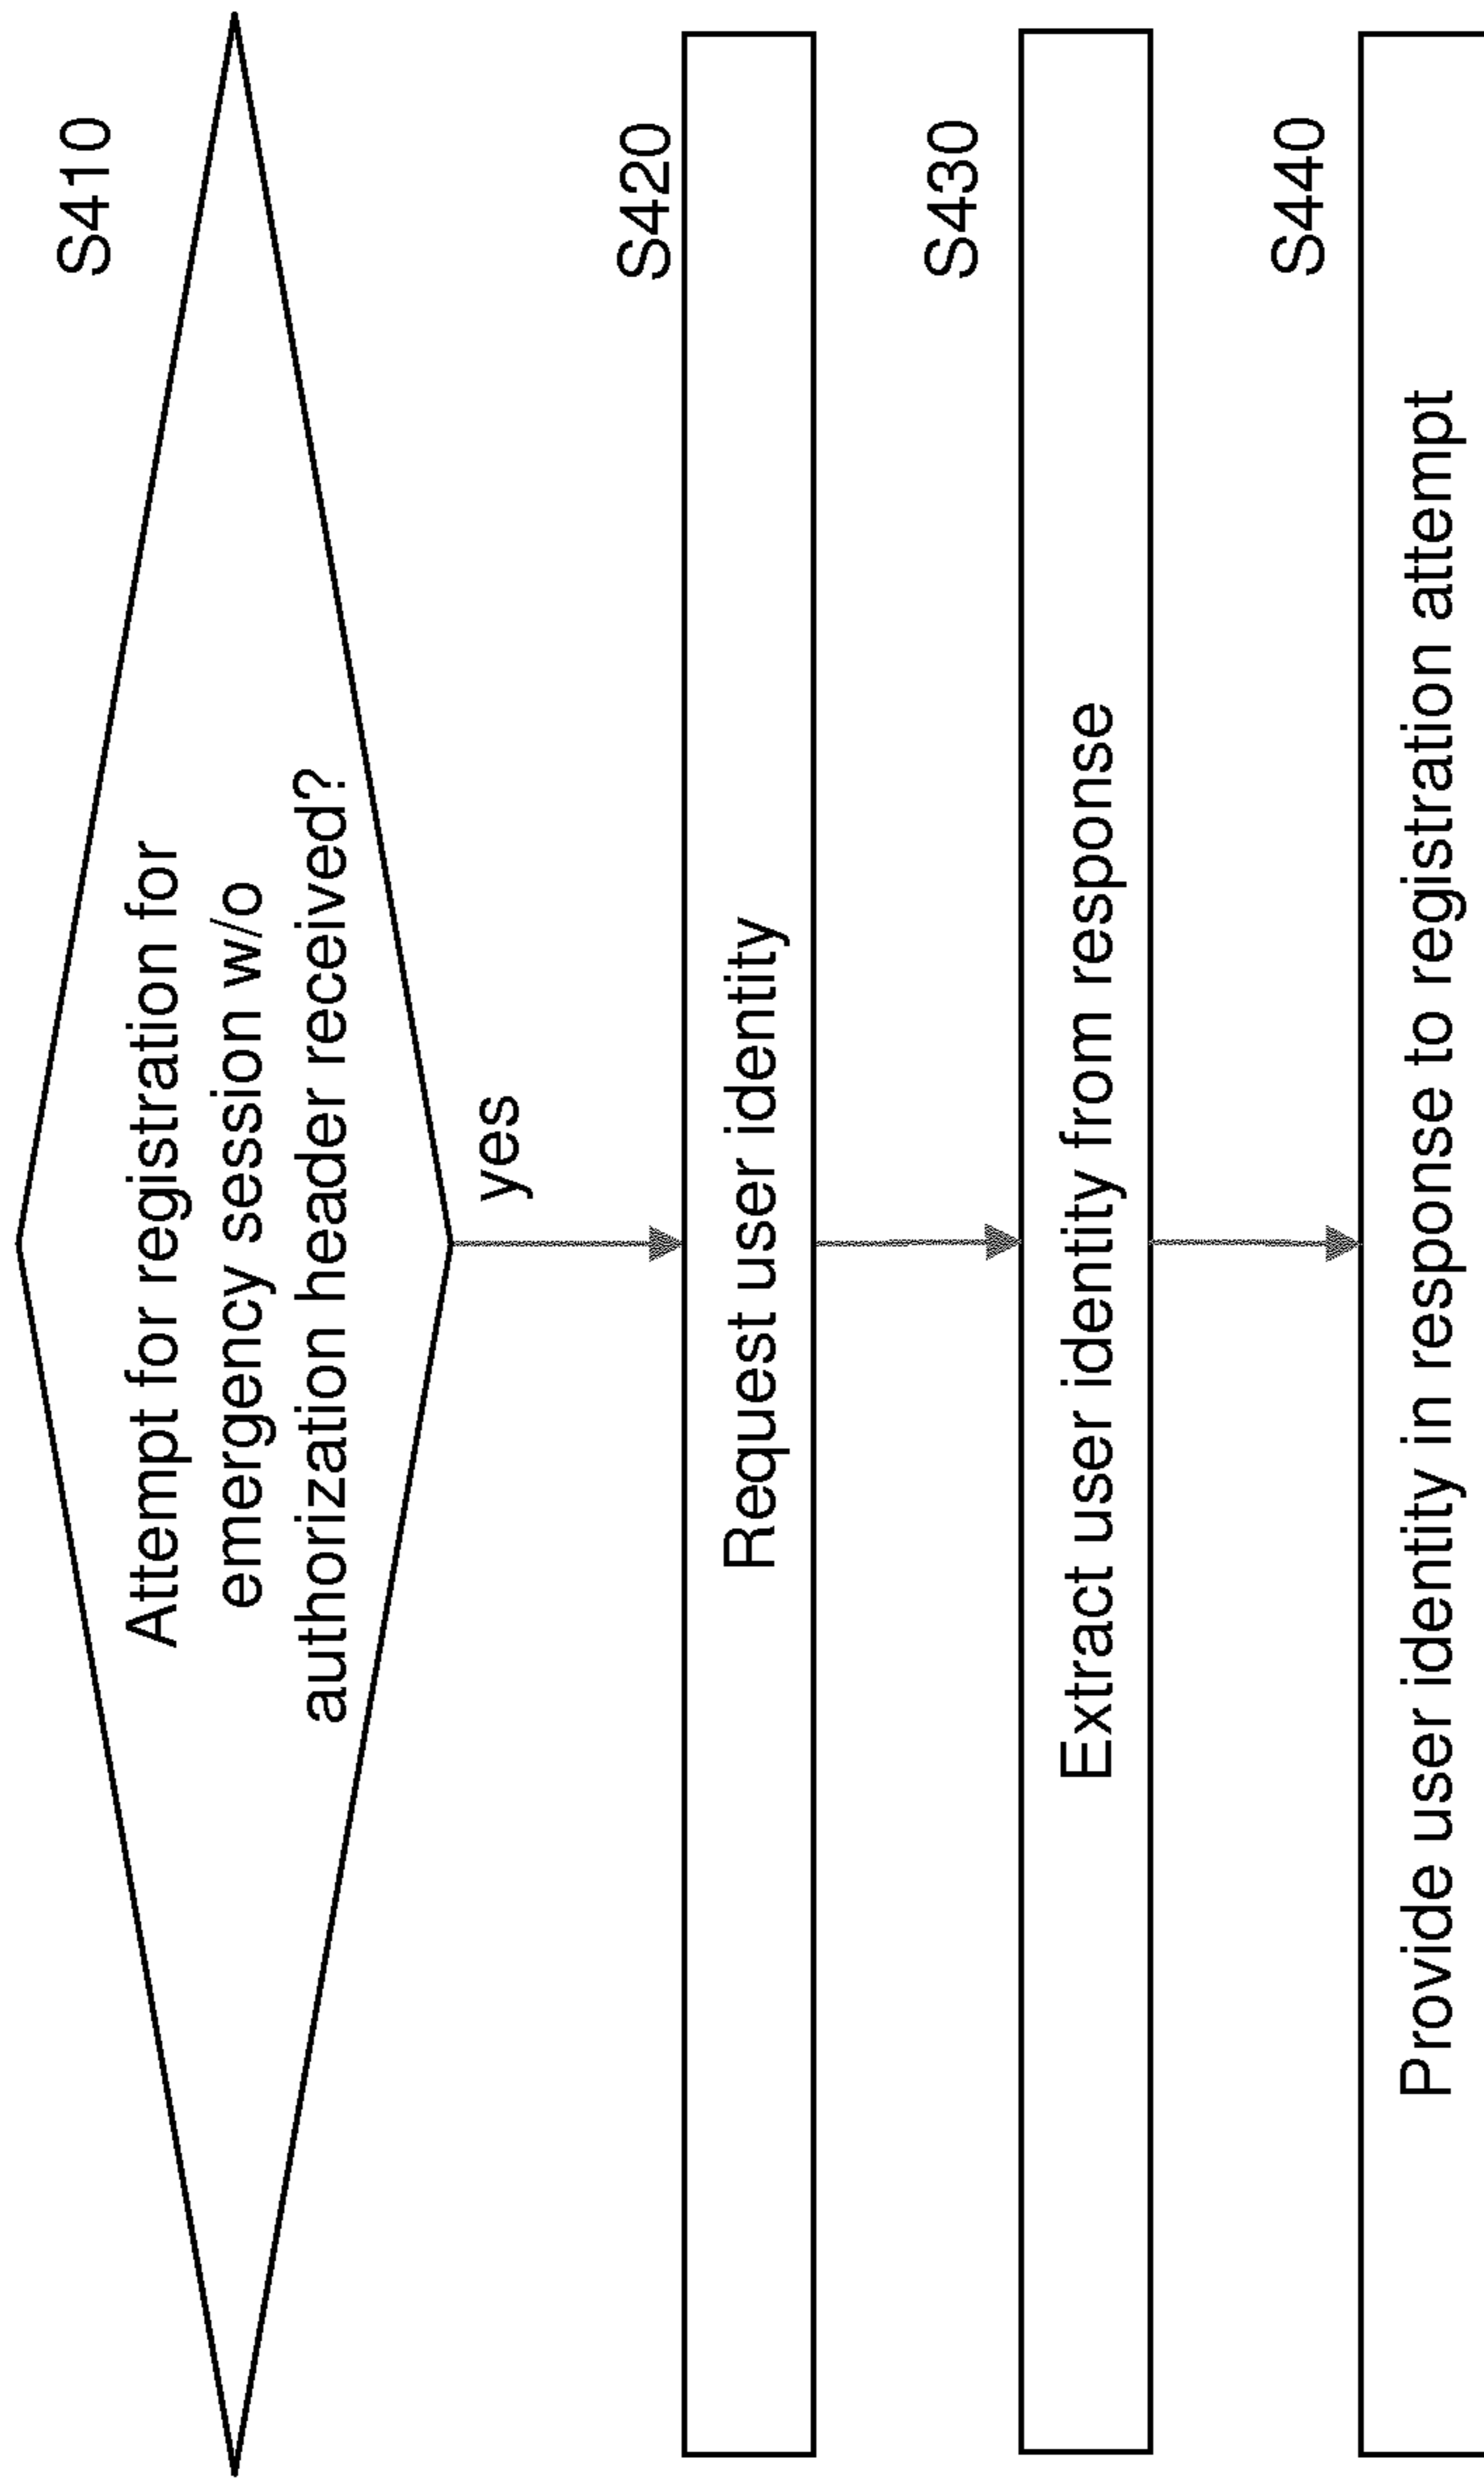 S410
Attempt for registration for
emergency session w/o
authorization header received?
yes
S420
Request user identity
S430
Extract user identity from response
S440
Provide user identity in response to registration attempt